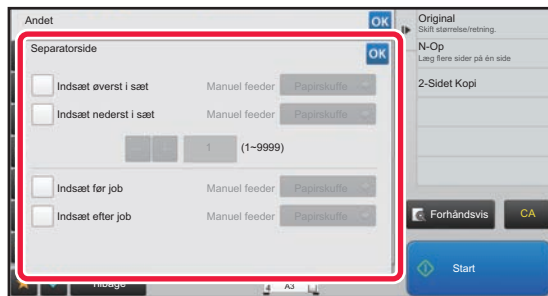 Andet
OK
Separatorside
OK
Indsæt øverst i sæt
Manuel feeder
Papirskuffe
Indsæt nederst i sæt
Manuel feeder
Papirskuffe
1
(1~9999)
Indsæt før job
Manuel feeder
Papirskuffe
Indsæt efter job
Manuel feeder
Papirskuffe
Tilbage
A3
Original
Skift størrelse/retning.
N-Op
Læg flere sider på én side
2-Sidet Kopi
Forhåndsvis
CA
Start